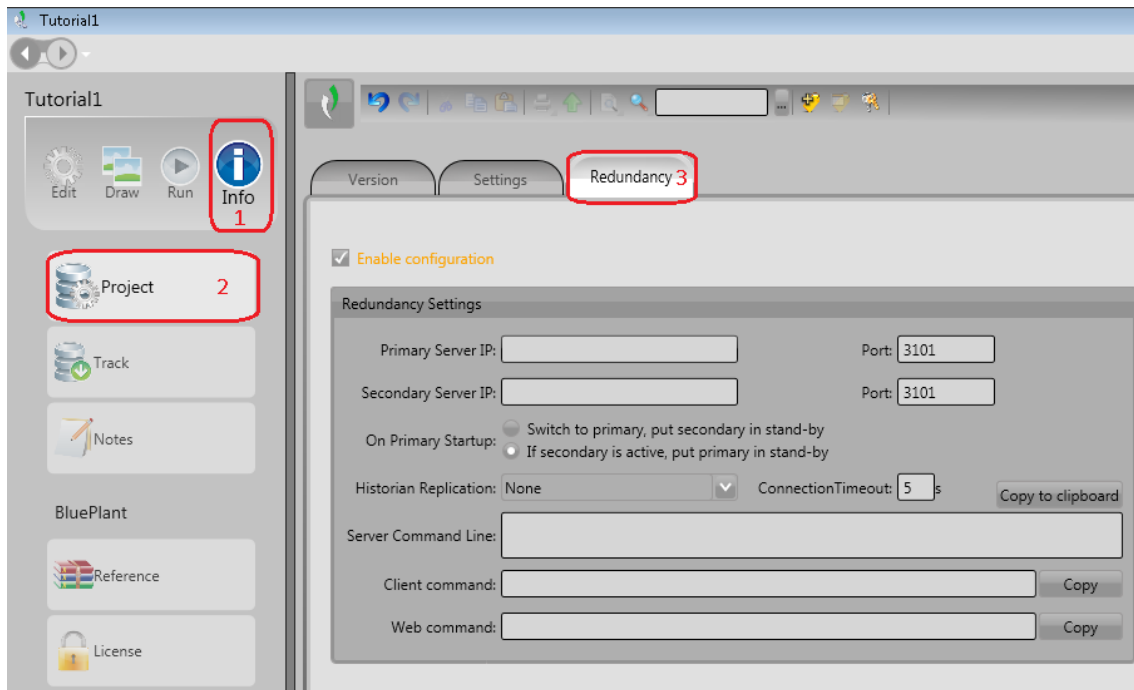 Tutorial1
Tutorial1
Edit Draw Run Info
1
Project 2
Track
Notes
BluePlant
Reference
License
...
Version Settings Redundancy 3
Enable configuration
Redundancy Settings
Primary Server IP: Port: 3101
Secondary Server IP: Port: 3101
On Primary Startup: Switch to primary, put secondary in stand-by
If secondary is active, put primary in stand-by
Historian Replication: None ConnectionTimeout: 5 s Copy to clipboard
Server Command Line:
Client command: Copy
Web command: Copy